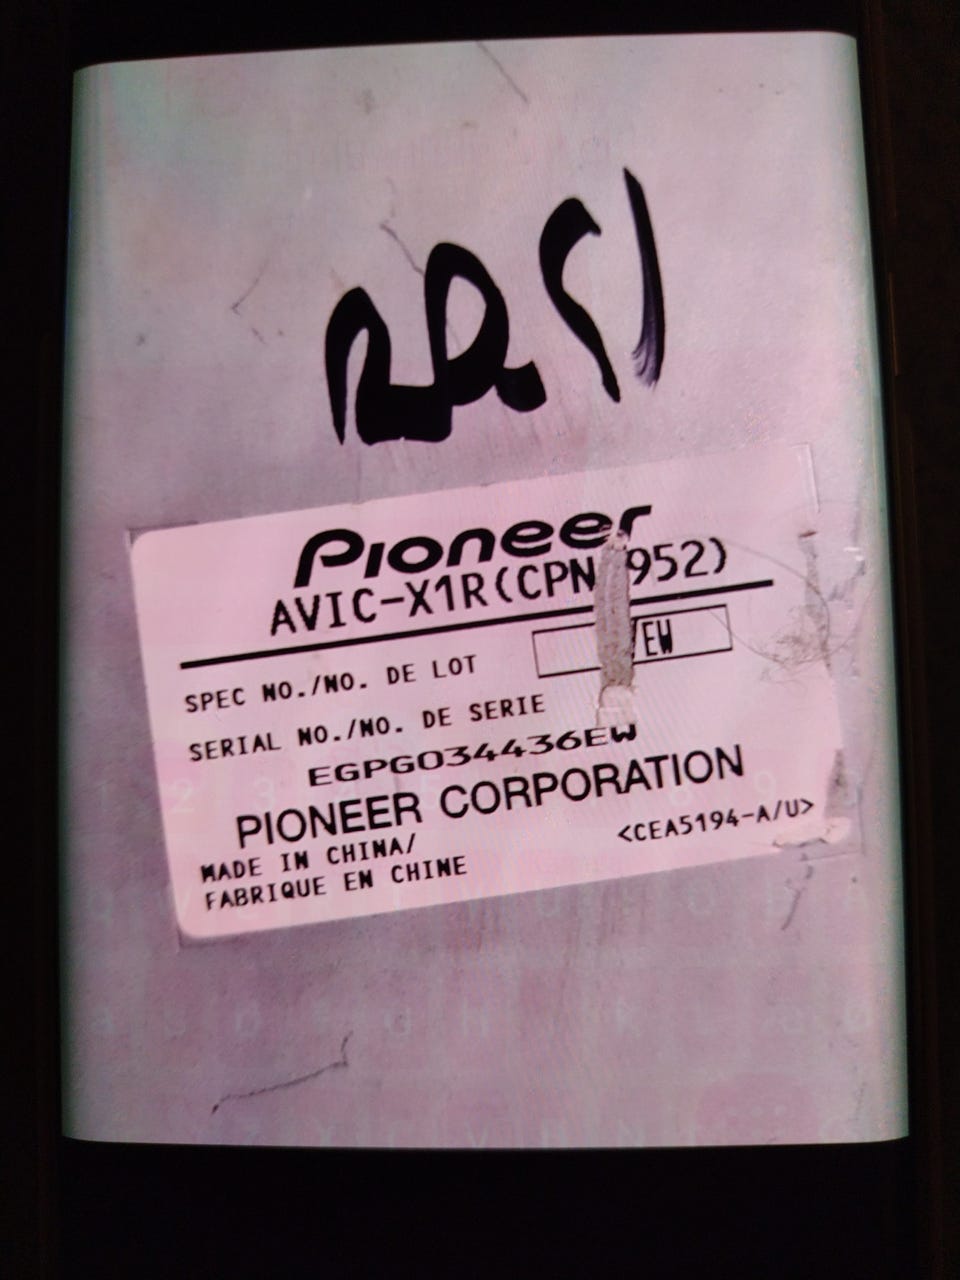 Pioneer
AVIC-X1R(CPN 952)
SPEC NO./NO. DE LOT /EW
SERIAL NO./NO. DE SERIE
EGPG034436EW
PIONEER CORPORATION
MADE IN CHINA/ <CEA5194-A/U>
FABRIQUE EN CHINE